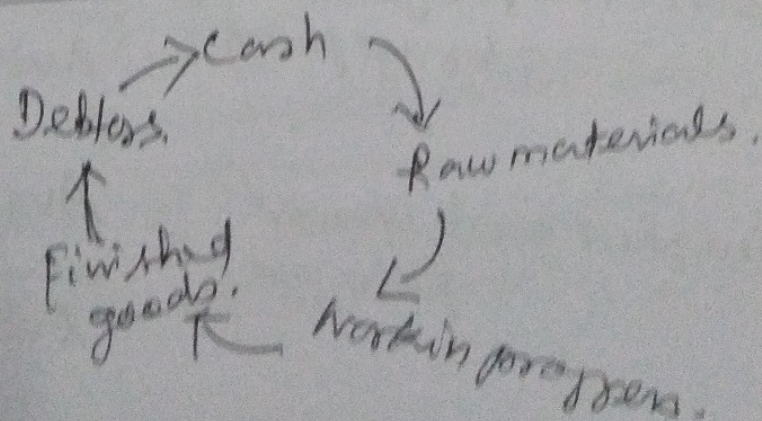 Cash
Debtors.
Raw materials.
Finished
goods.
Work in progress.